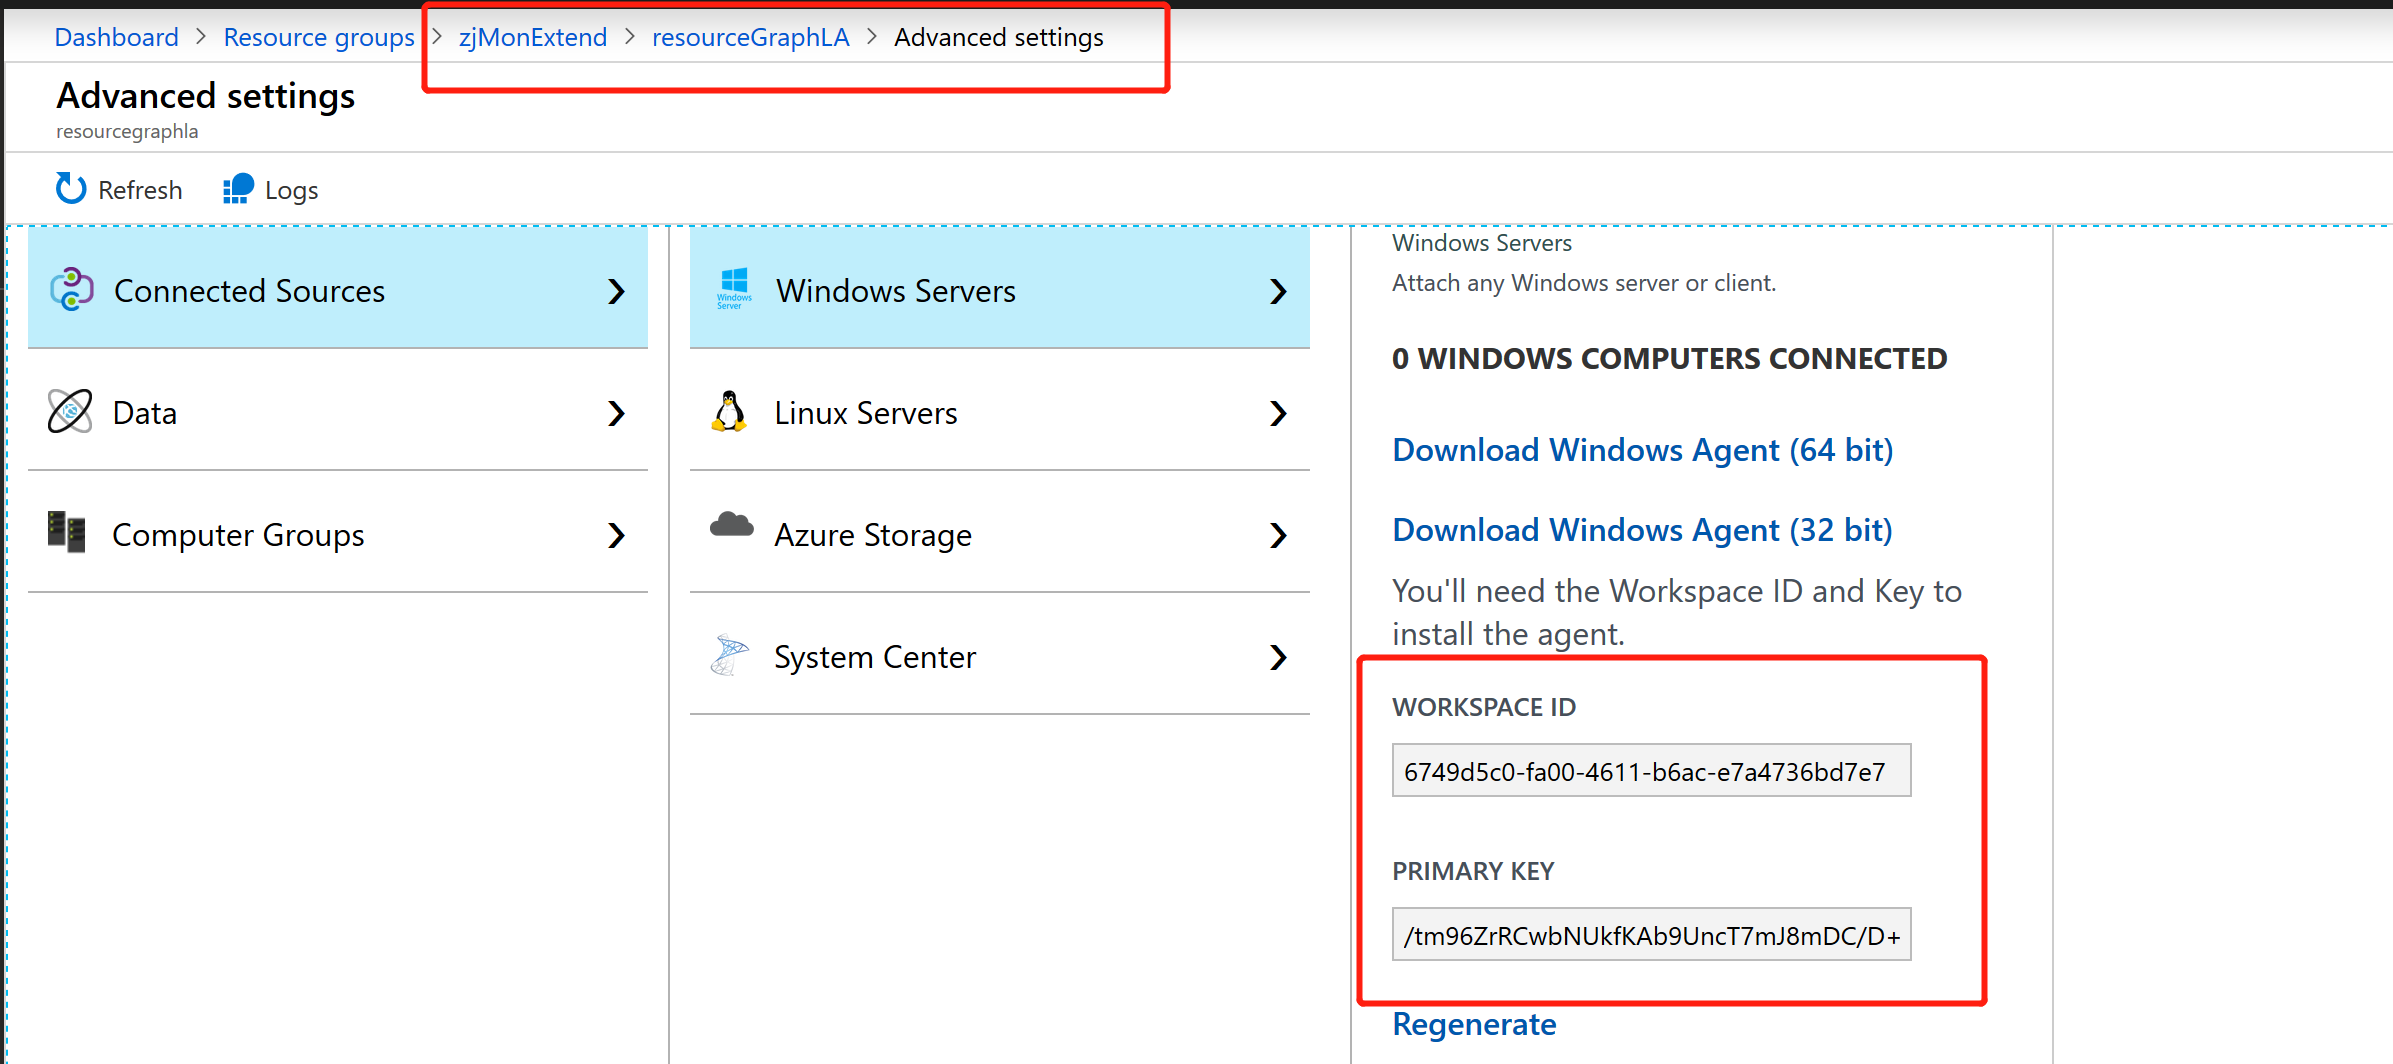 Dashboard > Resource groups > zjMonExtend > resourceGraphLA > Advanced settings
Advanced settings
resourcegraphla
Refresh Logs
Connected Sources
Data
Computer Groups
Windows Server
Windows Servers
Linux Servers
Azure Storage
System Center
Windows Servers
Attach any Windows server or client.
0 WINDOWS COMPUTERS CONNECTED
Download Windows Agent (64 bit)
Download Windows Agent (32 bit)
You'll need the Workspace ID and Key to
install the agent.
WORKSPACE ID
6749d5c0-fa00-4611-b6ac-e7a4736bd7e7
PRIMARY KEY
/tm96ZrRCwbNUkfKAb9UncT7mJ8mDC/D+
Regenerate